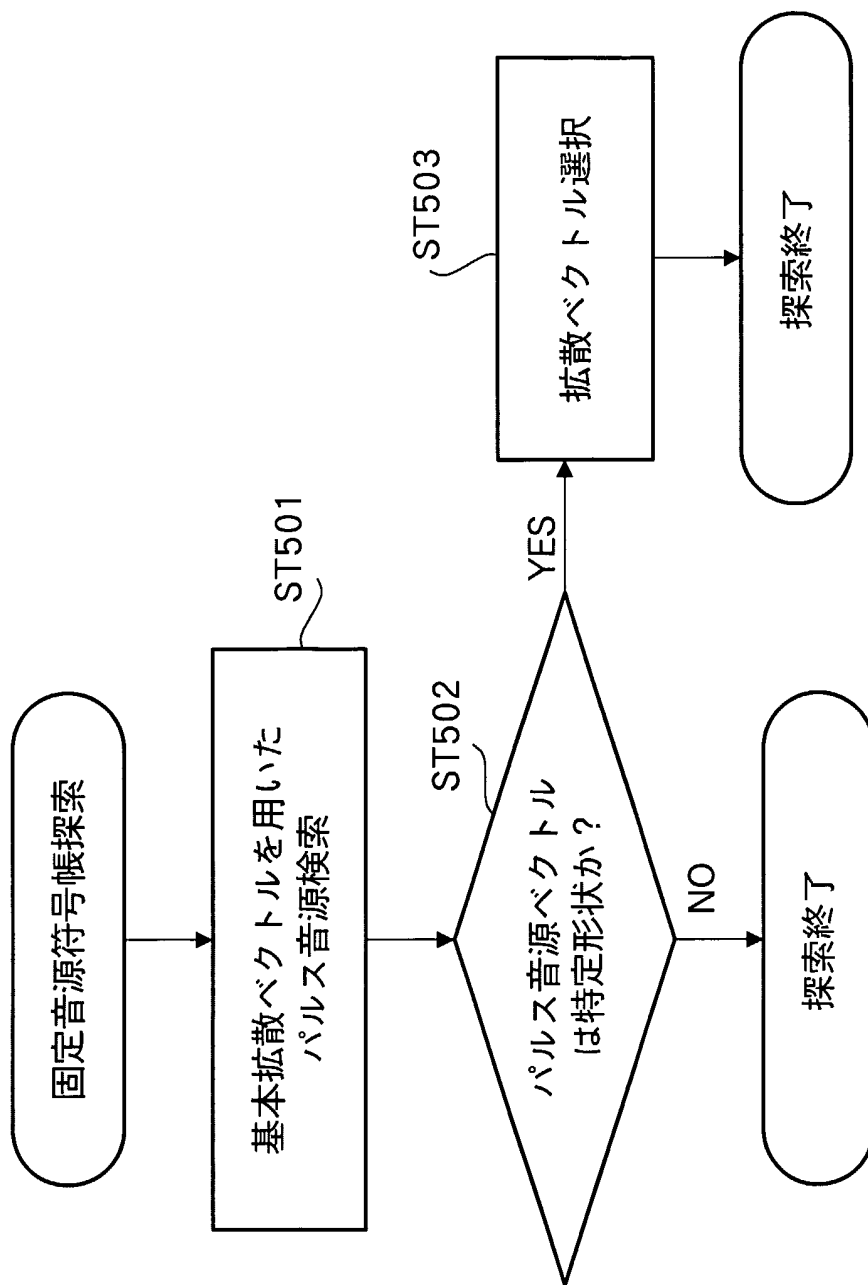 固定音源符号帳探索
ST501
基本拡散ベクトルを用いた
パルス音源検索
ST502
パルス音源ベクトル
は特定形状か？
YES
ST503
拡散ベクトル選択
探索終了
NO
探索終了